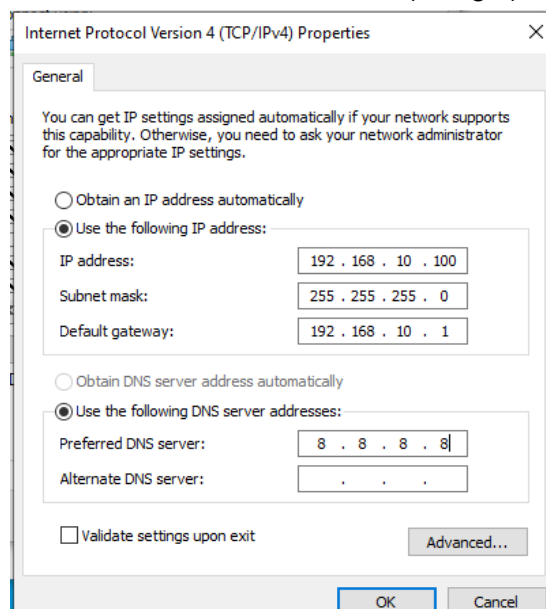 Internet Protocol Version 4 (TCP/IPv4) Properties
General
You can get IP settings assigned automatically if your network supports
this capability. Otherwise, you need to ask your network administrator
for the appropriate IP settings.
Obtain an IP address automatically
Use the following IP address:
IP address: 192 . 168 . 10 . 100
Subnet mask: 255 . 255 . 255 . 0
Default gateway: 192 . 168 . 10 . 1
Obtain DNS server address automatically
Use the following DNS server addresses:
Preferred DNS server: 8 . 8 . 8 . 8
Alternate DNS server: . . .
Validate settings upon exit
Advanced...
OK Cancel